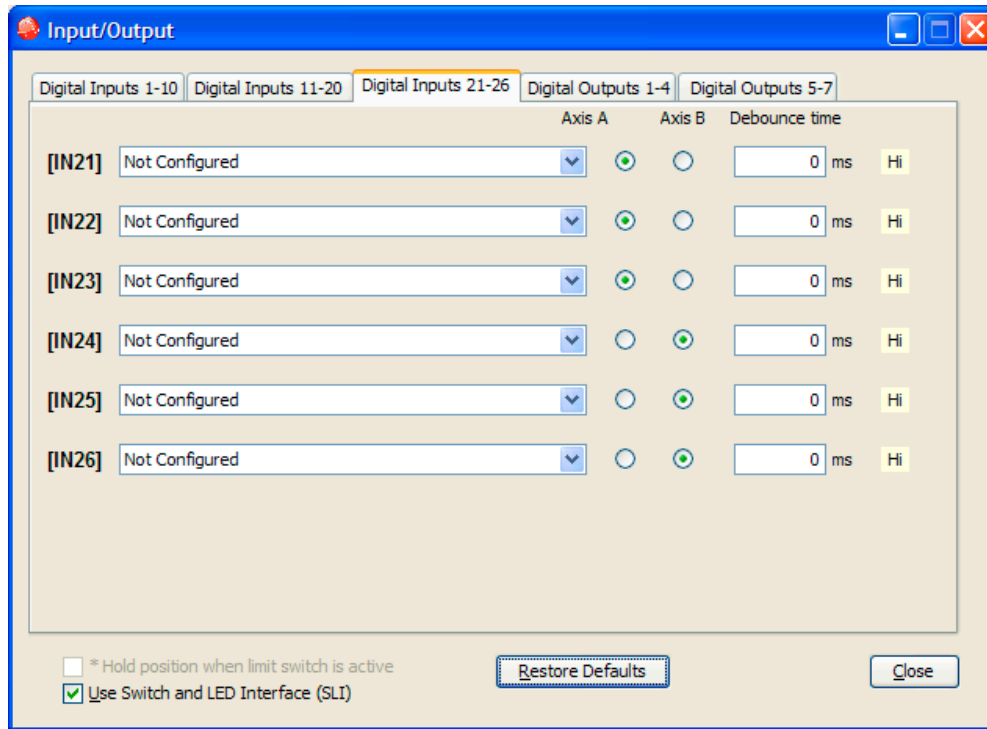 Input/Output
Digital Inputs 1-10 Digital Inputs 11-20 Digital Inputs 21-26 Digital Outputs 1-4 Digital Outputs 5-7
Axis A Axis B Debounce time
[IN21] Not Configured 0 ms Hi
[IN22] Not Configured 0 ms Hi
[IN23] Not Configured 0 ms Hi
[IN24] Not Configured 0 ms Hi
[IN25] Not Configured 0 ms Hi
[IN26] Not Configured 0 ms Hi
* Hold position when limit switch is active
Restore Defaults Close
Use Switch and LED Interface (SLI)